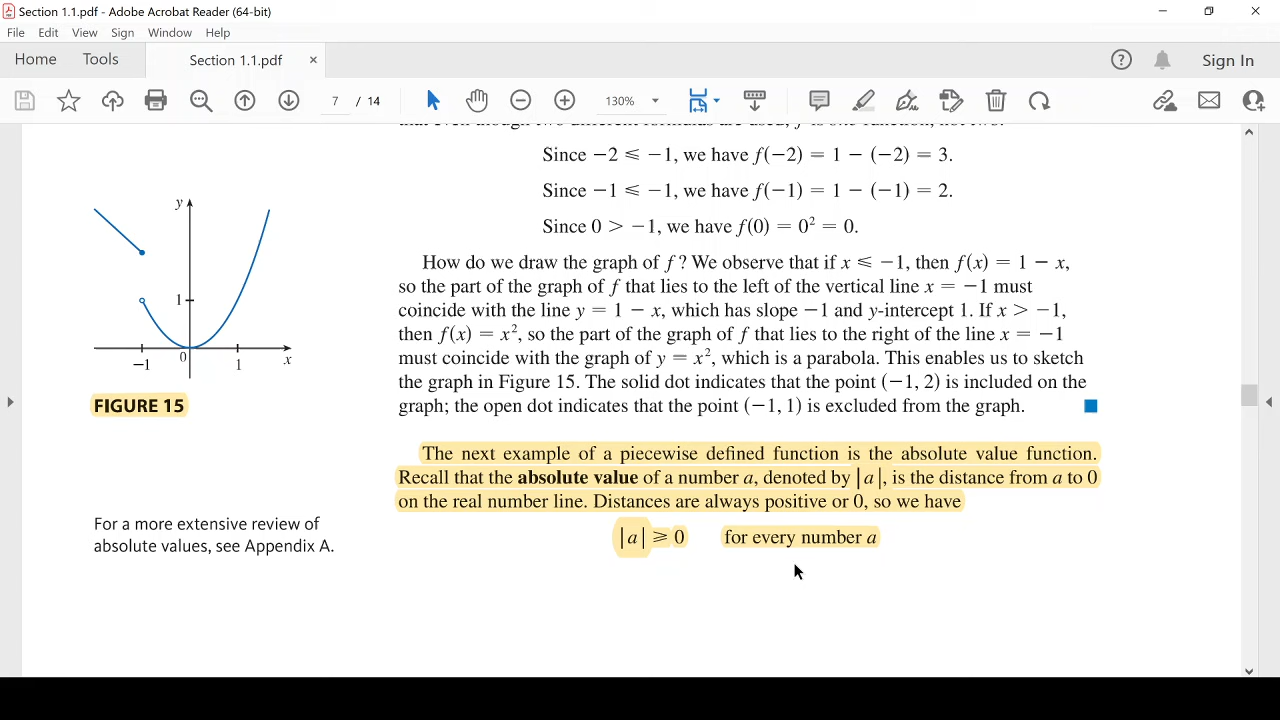 Section 1.1.pdf - Adobe Acrobat Reader (64-bit)
File Edit View Sign Window Help
Home Tools Section 1.1.pdf × Sign In
7 / 14 130%
Since −2 ≤ −1, we have f(−2) = 1 − (−2) = 3.
Since −1 ≤ −1, we have f(−1) = 1 − (−1) = 2.
Since 0 > −1, we have f(0) = 0² = 0.
How do we draw the graph of f? We observe that if x ≤ −1, then f(x) = 1 − x,
so the part of the graph of f that lies to the left of the vertical line x = −1 must
coincide with the line y = 1 − x, which has slope −1 and y-intercept 1. If x > −1,
then f(x) = x², so the part of the graph of f that lies to the right of the line x = −1
must coincide with the graph of y = x², which is a parabola. This enables us to sketch
the graph in Figure 15. The solid dot indicates that the point (−1, 2) is included on the
graph; the open dot indicates that the point (−1, 1) is excluded from the graph.
y
1
−1 0 1 x
FIGURE 15
The next example of a piecewise defined function is the absolute value function.
Recall that the absolute value of a number a, denoted by |a|, is the distance from a to 0
on the real number line. Distances are always positive or 0, so we have
|a| ≥ 0 for every number a
For a more extensive review of
absolute values, see Appendix A.